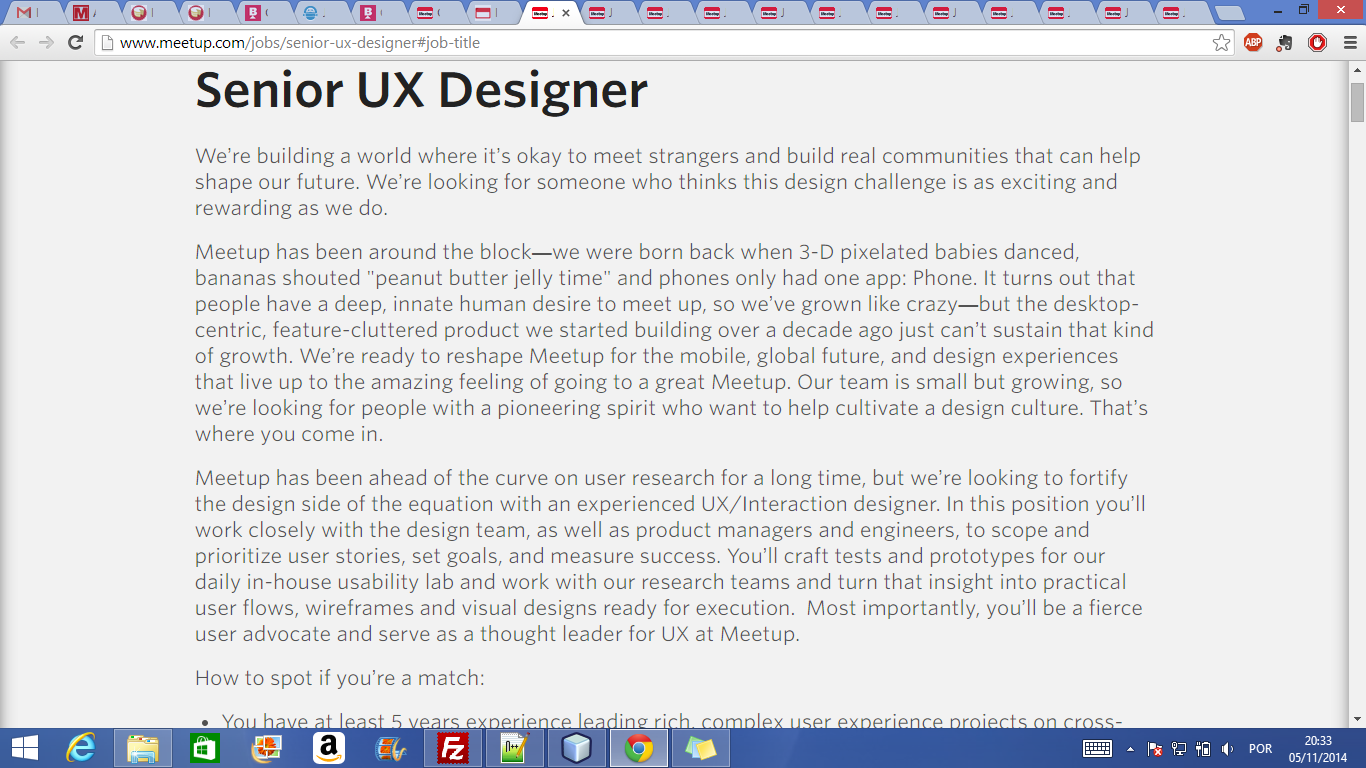 www.meetup.com/jobs/senior-ux-designer#job-title
ABP
Senior UX Designer
We're building a world where it's okay to meet strangers and build real communities that can help
shape our future. We're looking for someone who thinks this design challenge is as exciting and
rewarding as we do.
Meetup has been around the block—we were born back when 3-D pixelated babies danced,
bananas shouted "peanut butter jelly time" and phones only had one app: Phone. It turns out that
people have a deep, innate human desire to meet up, so we've grown like crazy—but the desktop-
centric, feature-cluttered product we started building over a decade ago just can't sustain that kind
of growth. We're ready to reshape Meetup for the mobile, global future, and design experiences
that live up to the amazing feeling of going to a great Meetup. Our team is small but growing, so
we're looking for people with a pioneering spirit who want to help cultivate a design culture. That's
where you come in.
Meetup has been ahead of the curve on user research for a long time, but we're looking to fortify
the design side of the equation with an experienced UX/Interaction designer. In this position you'll
work closely with the design team, as well as product managers and engineers, to scope and
prioritize user stories, set goals, and measure success. You'll craft tests and prototypes for our
daily in-house usability lab and work with our research teams and turn that insight into practical
user flows, wireframes and visual designs ready for execution.  Most importantly, you'll be a fierce
user advocate and serve as a thought leader for UX at Meetup.
How to spot if you're a match:
• You have at least 5 years experience leading rich, complex user experience projects on cross-
POR
20:33
05/11/2014